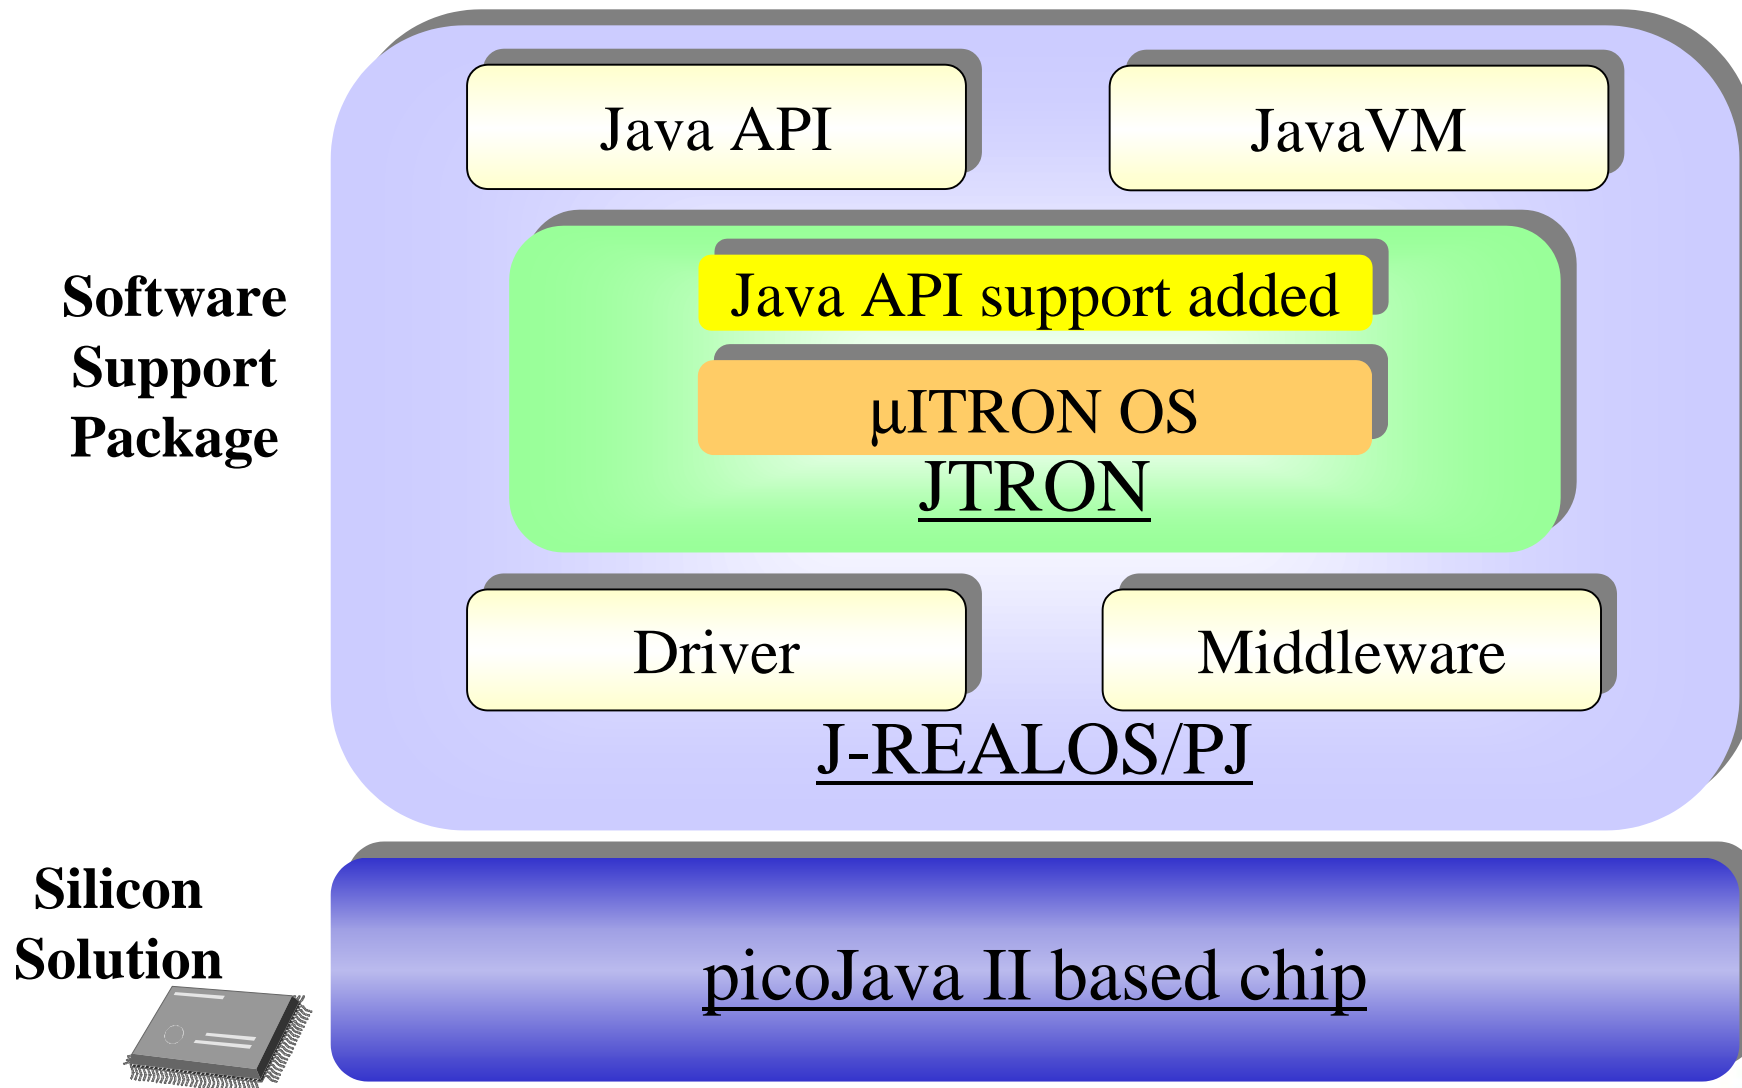 Java API
JavaVM
Software
Support
Package
Java API support added
μITRON OS
JTRON
Driver
Middleware
J-REALOS/PJ
Silicon
Solution
picoJava II based chip